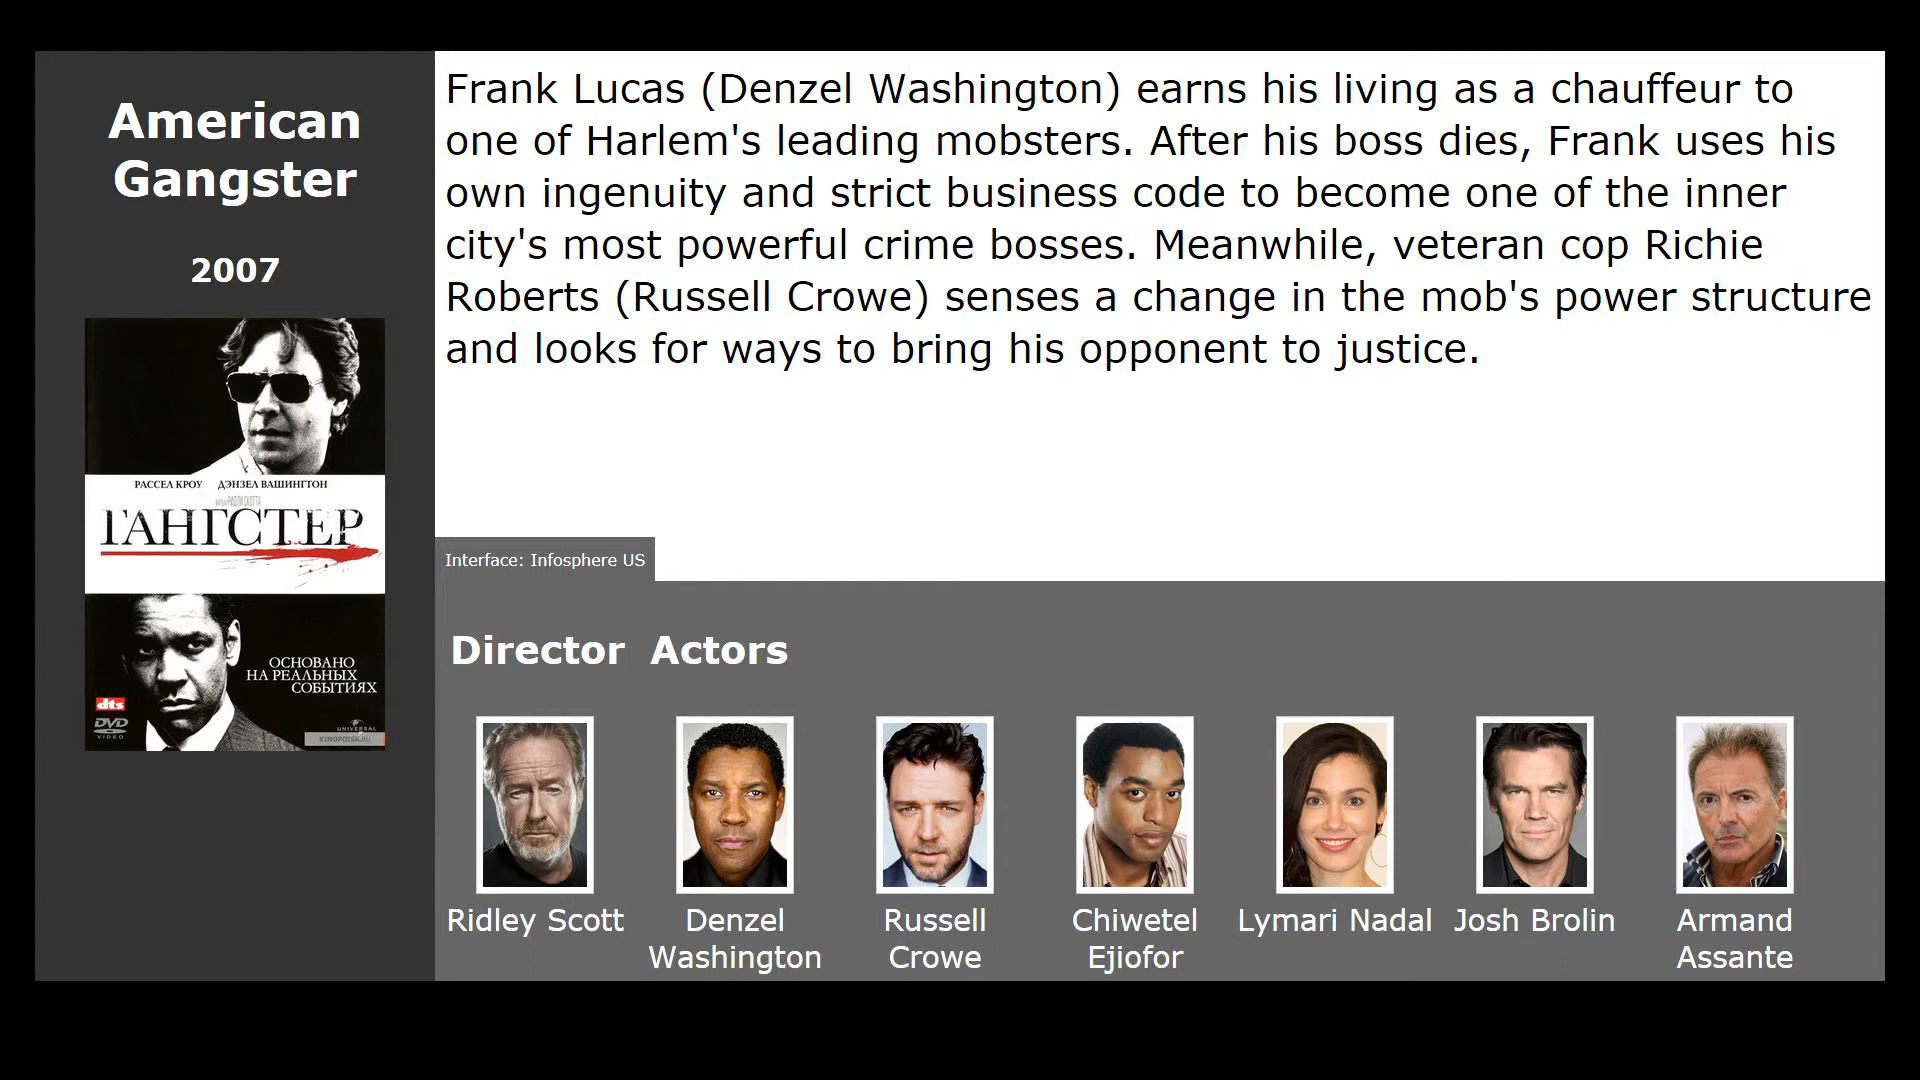 American
Gangster
2007
РАССЕЛ КРОУ ДЭНЗЕЛ ВАШИНГТОН
ГАНГСТЕР
ОСНОВАНО
НА РЕАЛЬНЫХ
СОБЫТИЯХ
dts
DVD
VIDEO
UNIVERSAL
KINOPOISK.RU
Frank Lucas (Denzel Washington) earns his living as a chauffeur to
one of Harlem's leading mobsters. After his boss dies, Frank uses his
own ingenuity and strict business code to become one of the inner
city's most powerful crime bosses. Meanwhile, veteran cop Richie
Roberts (Russell Crowe) senses a change in the mob's power structure
and looks for ways to bring his opponent to justice.
Interface: Infosphere US
Director Actors
Ridley Scott
Denzel
Washington
Russell
Crowe
Chiwetel
Ejiofor
Lymari Nadal
Josh Brolin
Armand
Assante